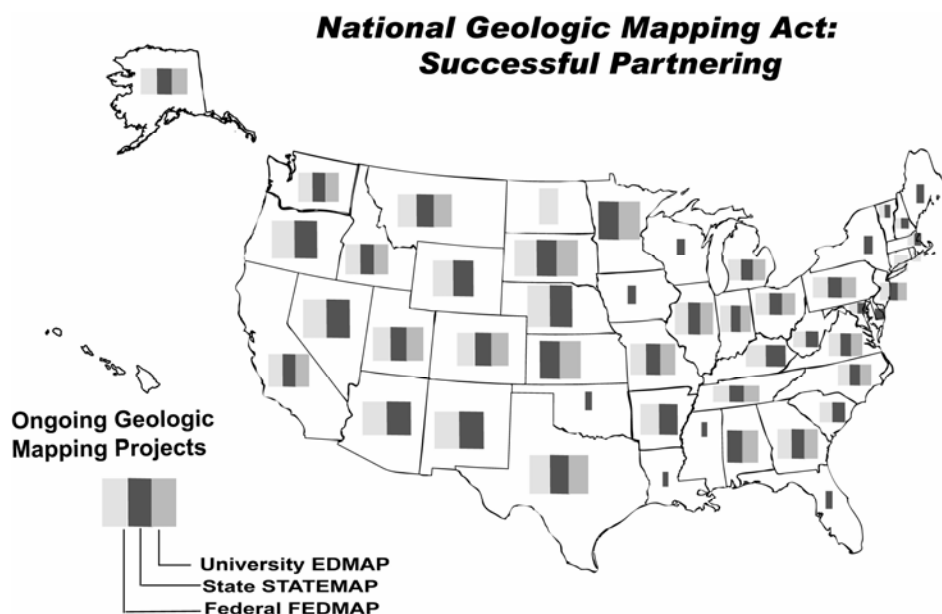 National Geologic Mapping Act:
Successful Partnering
Ongoing Geologic
Mapping Projects
University EDMAP
State STATEMAP
Federal FEDMAP